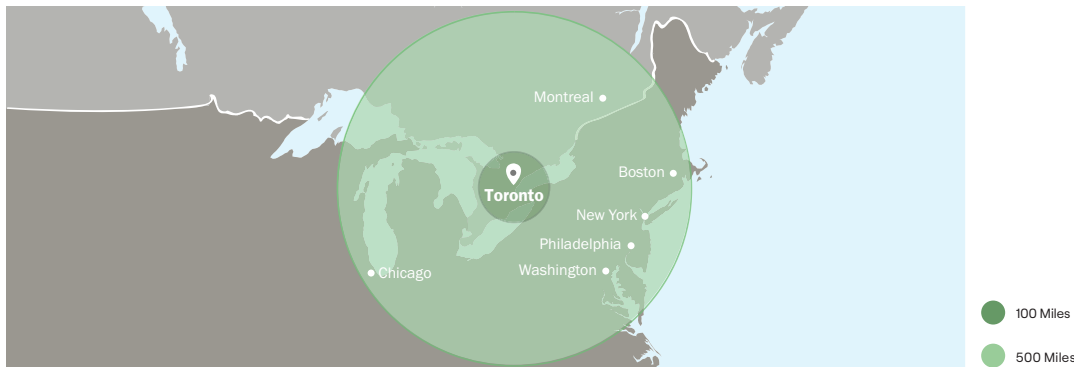 Montreal
Boston
Toronto
New York
Philadelphia
Washington
Chicago
100 Miles
500 Miles